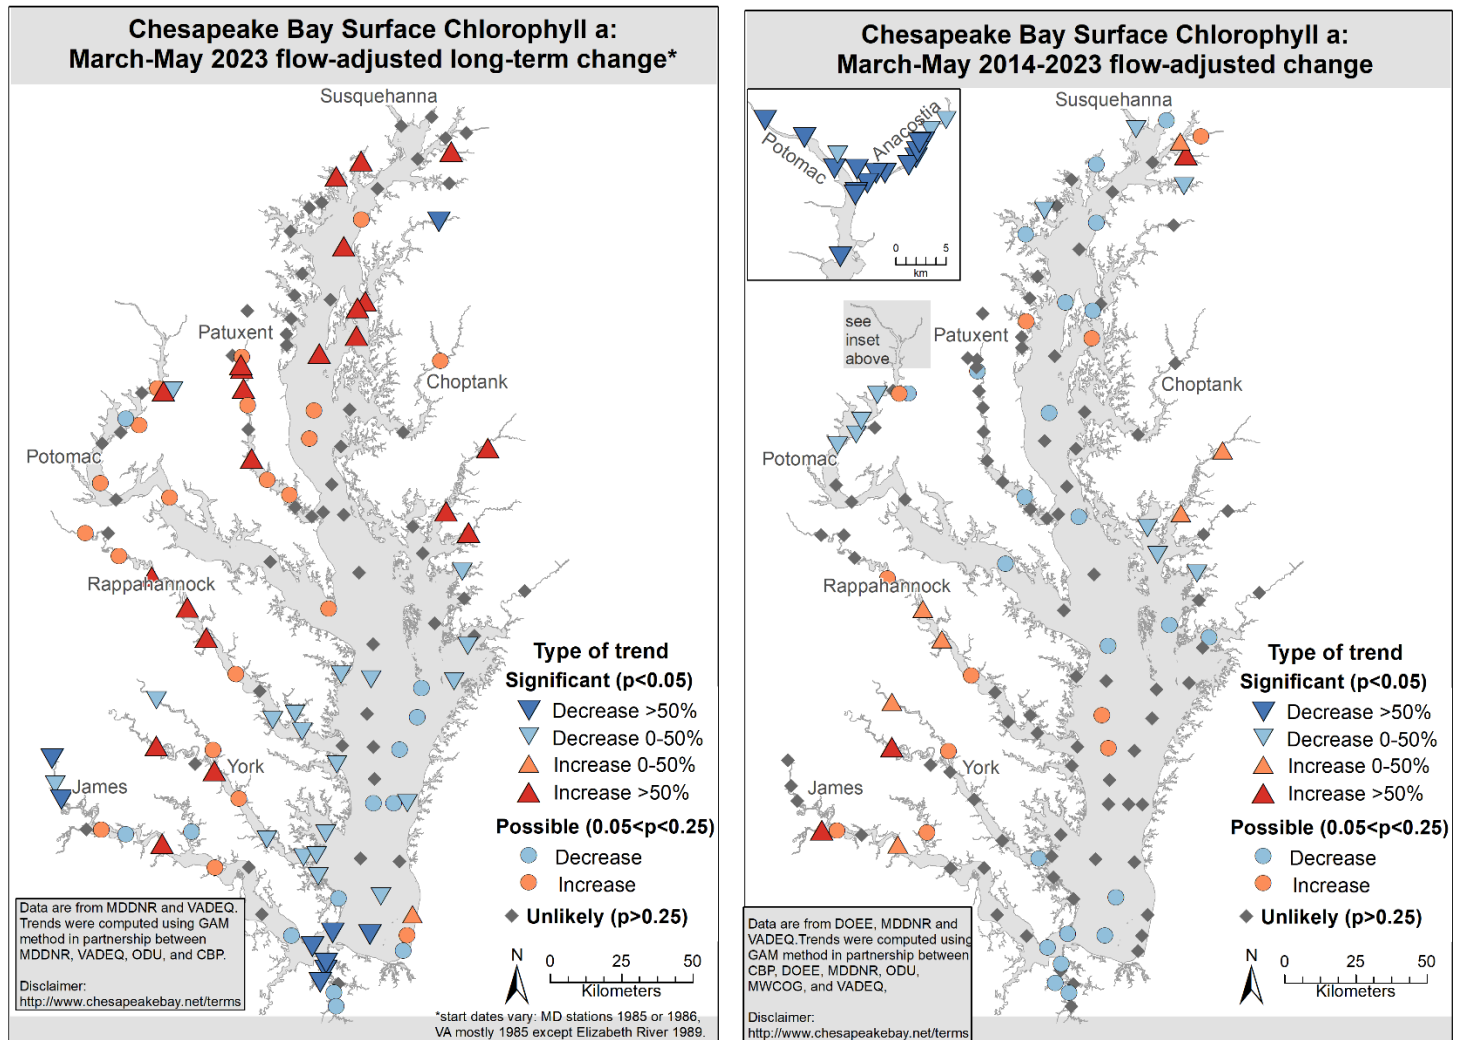 Chesapeake Bay Surface Chlorophyll a:
March-May 2023 flow-adjusted long-term change*
Susquehanna
Patuxent
Choptank
Potomac
Rappahannock
York
James
Type of trend
Significant (p<0.05)
Decrease >50%
Decrease 0-50%
Increase 0-50%
Increase >50%
Possible (0.05<p<0.25)
Decrease
Increase
Unlikely (p>0.25)
Data are from MDDNR and VADEQ.
Trends were computed using GAM
method in partnership between
MDDNR, VADEQ, ODU, and CBP.
Disclaimer:
http://www.chesapeakebay.net/terms
N
0 25 50
Kilometers
*start dates vary: MD stations 1985 or 1986,
VA mostly 1985 except Elizabeth River 1989.
Chesapeake Bay Surface Chlorophyll a:
March-May 2014-2023 flow-adjusted change
Susquehanna
Potomac
Anacostia
0 5
km
see
inset
above
Patuxent
Choptank
Potomac
Rappahannock
York
James
Type of trend
Significant (p<0.05)
Decrease >50%
Decrease 0-50%
Increase 0-50%
Increase >50%
Possible (0.05<p<0.25)
Decrease
Increase
Unlikely (p>0.25)
Data are from DOEE, MDDNR and
VADEQ.Trends were computed using
GAM method in partnership between
CBP, DOEE, MDDNR, ODU,
MWCOG, and VADEQ,
Disclaimer:
http://www.chesapeakebay.net/terms
N
0 25 50
Kilometers